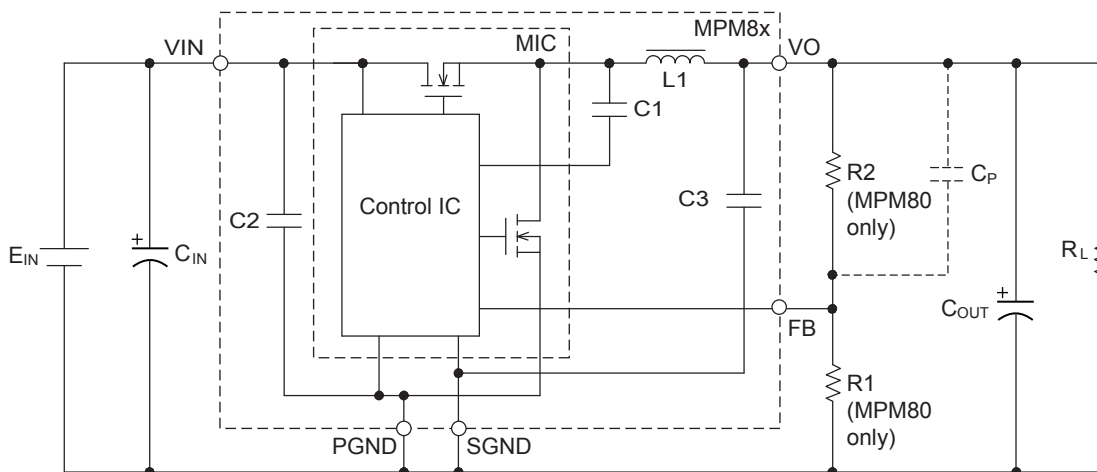 MPM8x
VIN
MIC
VO
L1
C1
R2
(MPM80
only)
CP
Control IC
C3
C2
EIN
+
CIN
RL
+
COUT
FB
R1
(MPM80
only)
PGND
SGND